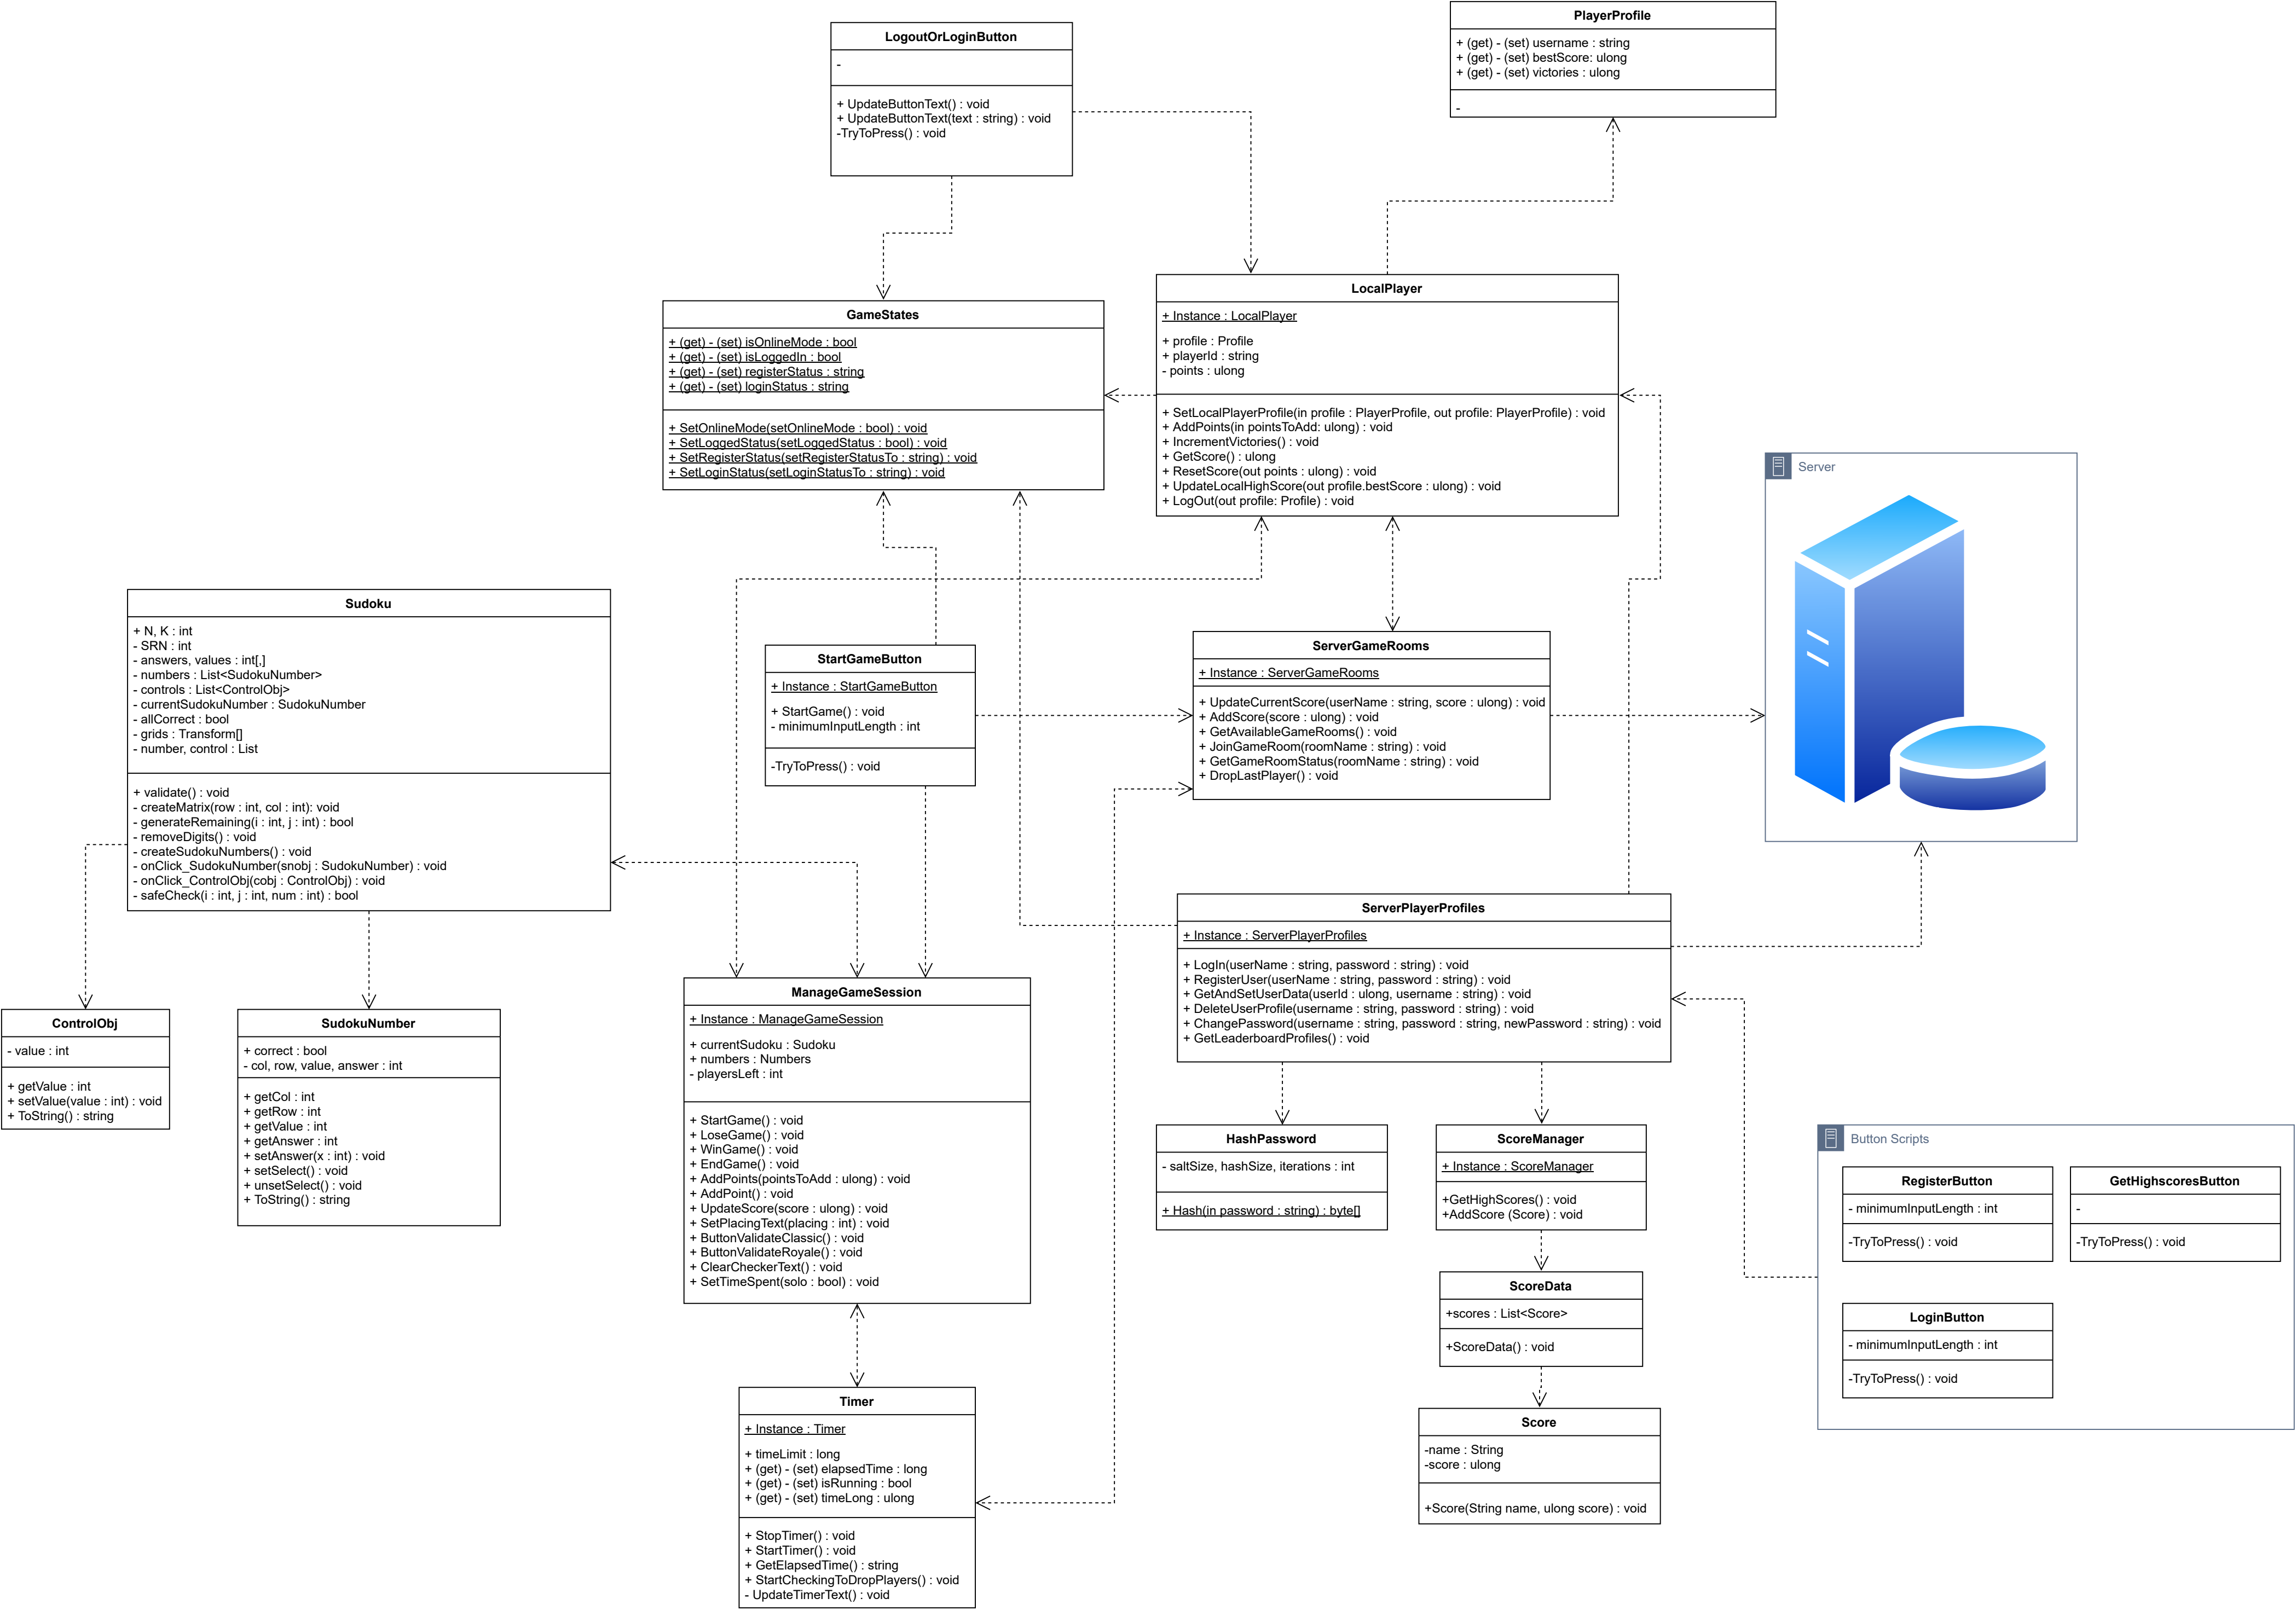 LogoutOrLoginButton
-
+ UpdateButtonText() : void
+ UpdateButtonText(text : string) : void
-TryToPress() : void
PlayerProfile
+ (get) - (set) username : string
+ (get) - (set) bestScore: ulong
+ (get) - (set) victories : ulong
-
GameStates
+ (get) - (set) isOnlineMode : bool
+ (get) - (set) isLoggedIn : bool
+ (get) - (set) registerStatus : string
+ (get) - (set) loginStatus : string
+ SetOnlineMode(setOnlineMode : bool) : void
+ SetLoggedStatus(setLoggedStatus : bool) : void
+ SetRegisterStatus(setRegisterStatusTo : string) : void
+ SetLoginStatus(setLoginStatusTo : string) : void
LocalPlayer
+ Instance : LocalPlayer
+ profile : Profile
+ playerId : string
- points : ulong
+ SetLocalPlayerProfile(in profile : PlayerProfile, out profile: PlayerProfile) : void
+ AddPoints(in pointsToAdd: ulong) : void
+ IncrementVictories() : void
+ GetScore() : ulong
+ ResetScore(out points : ulong) : void
+ UpdateLocalHighScore(out profile.bestScore : ulong) : void
+ LogOut(out profile: Profile) : void
Server
Sudoku
+ N, K : int
- SRN : int
- answers, values : int[,]
- numbers : List<SudokuNumber>
- controls : List<ControlObj>
- currentSudokuNumber : SudokuNumber
- allCorrect : bool
- grids : Transform[]
- number, control : List
+ validate() : void
- createMatrix(row : int, col : int): void
- generateRemaining(i : int, j : int) : bool
- removeDigits() : void
- createSudokuNumbers() : void
- onClick_SudokuNumber(snobj : SudokuNumber) : void
- onClick_ControlObj(cobj : ControlObj) : void
- safeCheck(i : int, j : int, num : int) : bool
StartGameButton
+ Instance : StartGameButton
+ StartGame() : void
- minimumInputLength : int
-TryToPress() : void
ServerGameRooms
+ Instance : ServerGameRooms
+ UpdateCurrentScore(userName : string, score : ulong) : void
+ AddScore(score : ulong) : void
+ GetAvailableGameRooms() : void
+ JoinGameRoom(roomName : string) : void
+ GetGameRoomStatus(roomName : string) : void
+ DropLastPlayer() : void
ServerPlayerProfiles
+ Instance : ServerPlayerProfiles
+ LogIn(userName : string, password : string) : void
+ RegisterUser(userName : string, password : string) : void
+ GetAndSetUserData(userId : ulong, username : string) : void
+ DeleteUserProfile(username : string, password : string) : void
+ ChangePassword(username : string, password : string, newPassword : string) : void
+ GetLeaderboardProfiles() : void
ControlObj
- value : int
+ getValue : int
+ setValue(value : int) : void
+ ToString() : string
SudokuNumber
+ correct : bool
- col, row, value, answer : int
+ getCol : int
+ getRow : int
+ getValue : int
+ getAnswer : int
+ setAnswer(x : int) : void
+ setSelect() : void
+ unsetSelect() : void
+ ToString() : string
ManageGameSession
+ Instance : ManageGameSession
+ currentSudoku : Sudoku
+ numbers : Numbers
- playersLeft : int
+ StartGame() : void
+ LoseGame() : void
+ WinGame() : void
+ EndGame() : void
+ AddPoints(pointsToAdd : ulong) : void
+ AddPoint() : void
+ UpdateScore(score : ulong) : void
+ SetPlacingText(placing : int) : void
+ ButtonValidateClassic() : void
+ ButtonValidateRoyale() : void
+ ClearCheckerText() : void
+ SetTimeSpent(solo : bool) : void
HashPassword
- saltSize, hashSize, iterations : int
+ Hash(in password : string) : byte[]
ScoreManager
+ Instance : ScoreManager
+GetHighScores() : void
+AddScore (Score) : void
ScoreData
+scores : List<Score>
+ScoreData() : void
Score
-name : String
-score : ulong
+Score(String name, ulong score) : void
Button Scripts
RegisterButton
- minimumInputLength : int
-TryToPress() : void
GetHighscoresButton
-
-TryToPress() : void
LoginButton
- minimumInputLength : int
-TryToPress() : void
Timer
+ Instance : Timer
+ timeLimit : long
+ (get) - (set) elapsedTime : long
+ (get) - (set) isRunning : bool
+ (get) - (set) timeLong : ulong
+ StopTimer() : void
+ StartTimer() : void
+ GetElapsedTime() : string
+ StartCheckingToDropPlayers() : void
- UpdateTimerText() : void